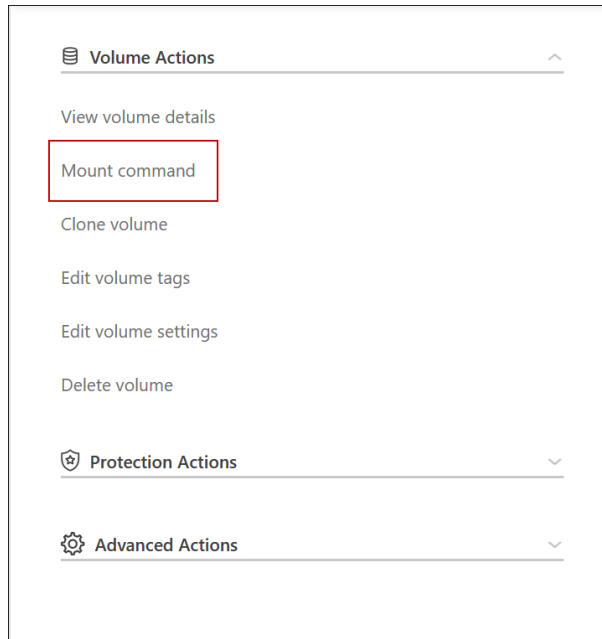 Volume Actions
View volume details
Mount command
Clone volume
Edit volume tags
Edit volume settings
Delete volume
Protection Actions
Advanced Actions